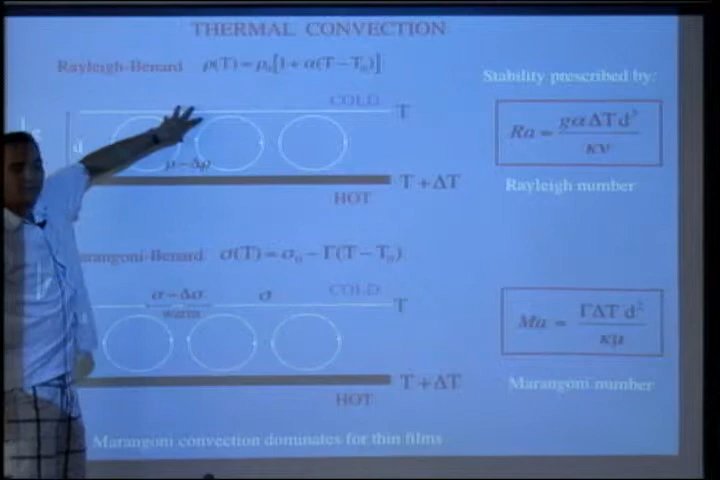 THERMAL CONVECTION
Rayleigh-Benard ρ(T) = ρ₀[1 + α(T − T₀)]
Stability prescribed by:
COLD
T
d
ρ − Δρ
Ra = gαΔT d³ / κν
T + ΔT
HOT
Rayleigh number
arangoni-Benard σ(T) = σ₀ − Γ(T − T₀)
σ − Δσ σ COLD
warm
T
Ma = ΓΔT d² / κμ
T + ΔT
HOT
Marangoni number
Marangoni convection dominates for thin films